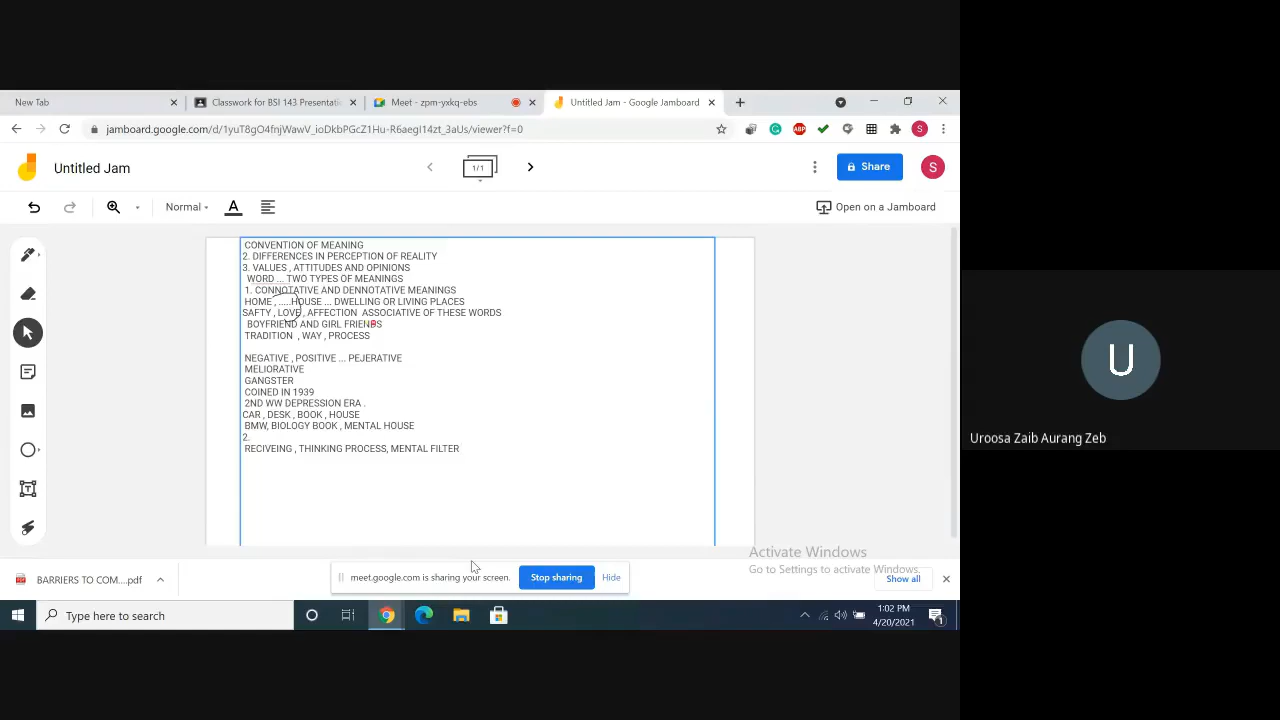 New Tab
Classwork for BSI 143 Presentati
Meet - zpm-yxkq-ebs
Untitled Jam - Google Jamboard
jamboard.google.com/d/1yuT8gO4fnjWawV_ioDkbPGcZ1Hu-R6aegI14zt_3aUs/viewer?f=0
ABP
S
Untitled Jam
1/1
Share
S
Normal
A
Open on a Jamboard
CONVENTION OF MEANING
2. DIFFERENCES IN PERCEPTION OF REALITY
3. VALUES , ATTITUDES AND OPINIONS
WORD ... TWO TYPES OF MEANINGS
1. CONNOTATIVE AND DENNOTATIVE MEANINGS
HOME , .....HOUSE ... DWELLING OR LIVING PLACES
SAFTY , LOVE , AFFECTION ASSOCIATIVE OF THESE WORDS
BOYFRIEND AND GIRL FRIENDS
TRADITION , WAY , PROCESS
NEGATIVE , POSITIVE ... PEJERATIVE
MELIORATIVE
GANGSTER
COINED IN 1939
2ND WW DEPRESSION ERA .
CAR , DESK , BOOK , HOUSE
BMW, BIOLOGY BOOK , MENTAL HOUSE
2.
RECIVEING , THINKING PROCESS, MENTAL FILTER
U
Uroosa Zaib Aurang Zeb
Activate Windows
Go to Settings to activate Windows.
BARRIERS TO COM....pdf
meet.google.com is sharing your screen.
Stop sharing
Hide
Show all
Type here to search
1:02 PM
4/20/2021
1